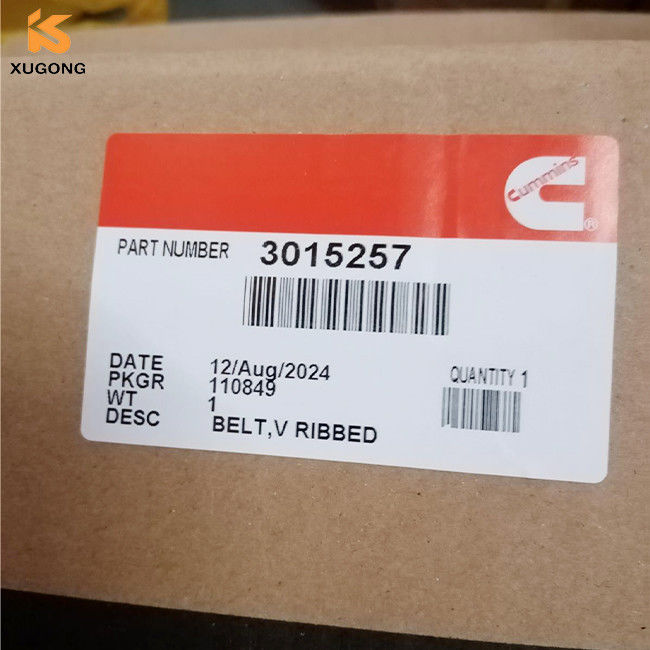 XUGONG
Cummins
®
PART NUMBER 3015257
DATE 12/Aug/2024
PKGR 110849
WT 1
DESC BELT,V RIBBED
QUANTITY 1